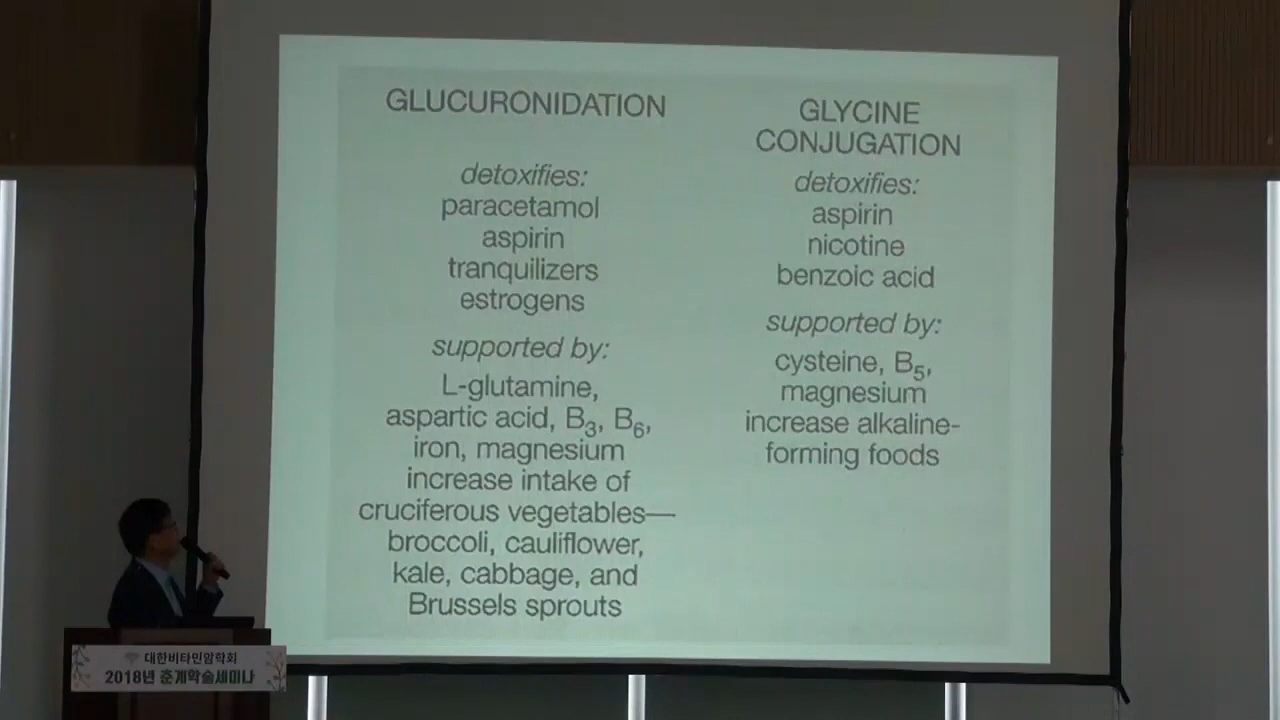 GLUCURONIDATION
detoxifies:
paracetamol
aspirin
tranquilizers
estrogens
supported by:
L-glutamine,
aspartic acid, B₃, B₆,
iron, magnesium
increase intake of
cruciferous vegetables—
broccoli, cauliflower,
kale, cabbage, and
Brussels sprouts
GLYCINE
CONJUGATION
detoxifies:
aspirin
nicotine
benzoic acid
supported by:
cysteine, B₅,
magnesium
increase alkaline-
forming foods
대한비타민암학회
2018년 춘계학술세미나